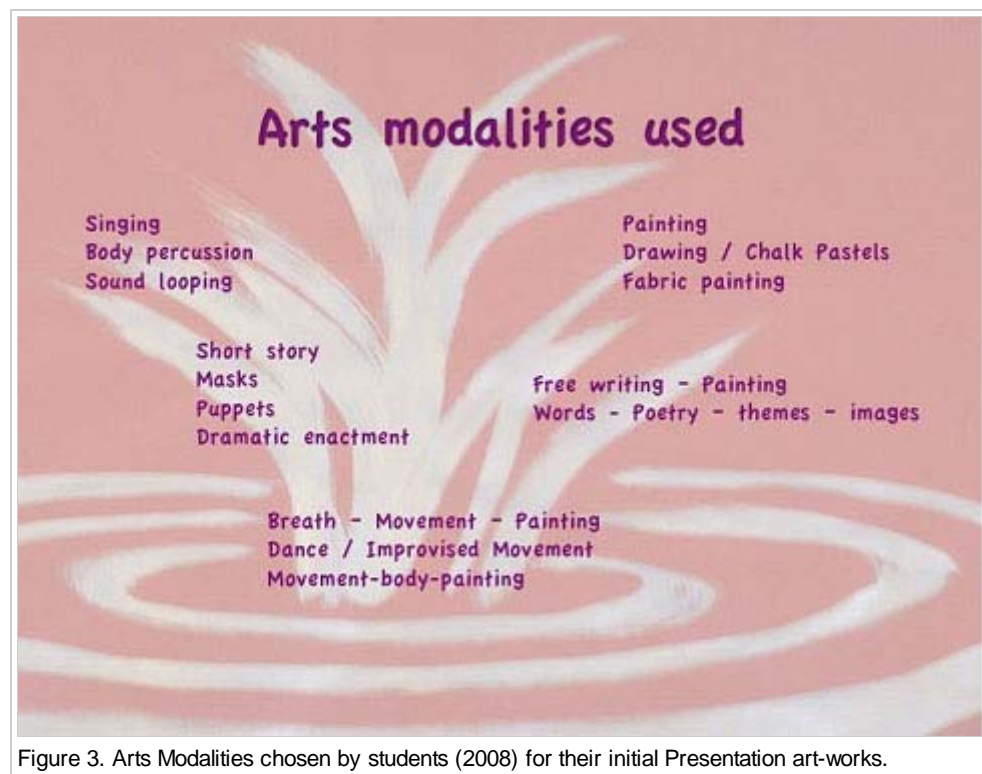 Arts modalities used
Singing
Body percussion
Sound looping
Painting
Drawing / Chalk Pastels
Fabric painting
Short story
Masks
Puppets
Dramatic enactment
Free writing - Painting
Words - Poetry - themes - images
Breath - Movement - Painting
Dance / Improvised Movement
Movement-body-painting
Figure 3. Arts Modalities chosen by students (2008) for their initial Presentation art-works.